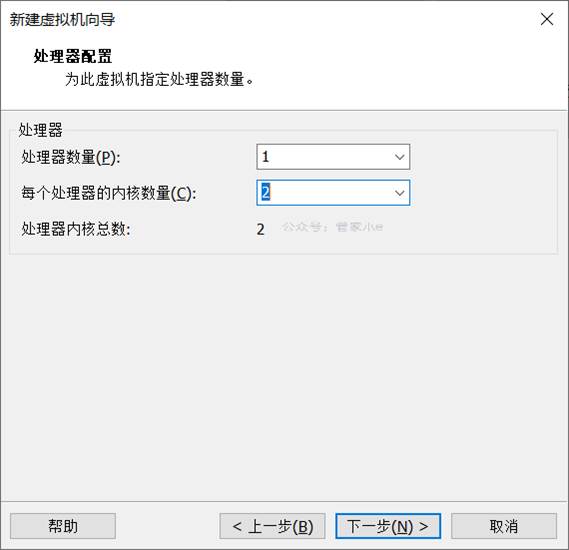 新建虚拟机向导
处理器配置
为此虚拟机指定处理器数量。
处理器
处理器数量(P): 1
每个处理器的内核数量(C): 2
处理器内核总数: 2 公众号：管家小e
帮助 < 上一步(B) 下一步(N) > 取消